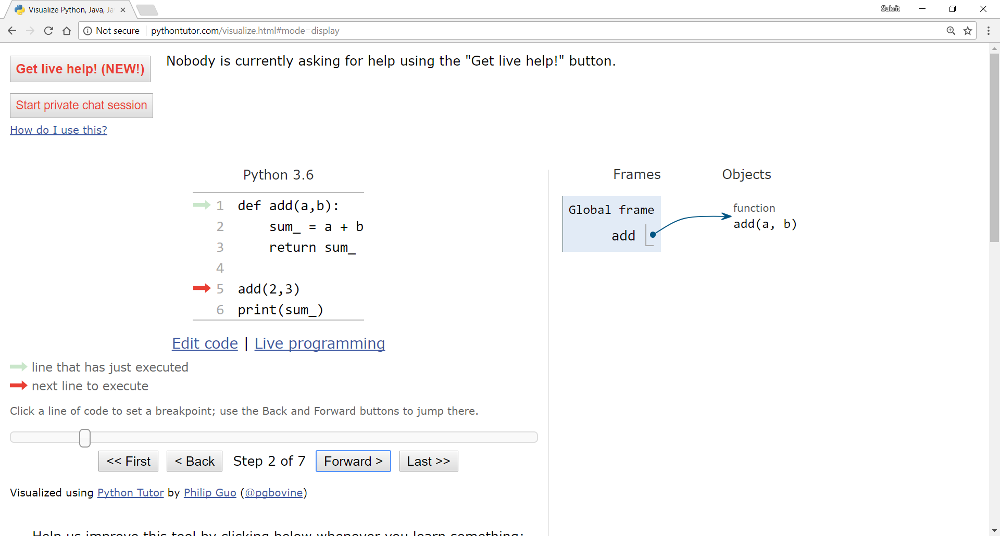 Visualize Python, Java, Ja
Sukrit
Not secure pythontutor.com/visualize.html#mode=display
Get live help! (NEW!)
Nobody is currently asking for help using the "Get live help!" button.
Start private chat session
How do I use this?
Python 3.6
1 def add(a,b):
2     sum_ = a + b
3     return sum_
4
5 add(2,3)
6 print(sum_)
Edit code | Live programming
line that has just executed
next line to execute
Click a line of code to set a breakpoint; use the Back and Forward buttons to jump there.
<< First < Back Step 2 of 7 Forward > Last >>
Visualized using Python Tutor by Philip Guo (@pgbovine)
Help us improve this tool by clicking below whenever you learn something:
Frames Objects
Global frame
add
function
add(a, b)